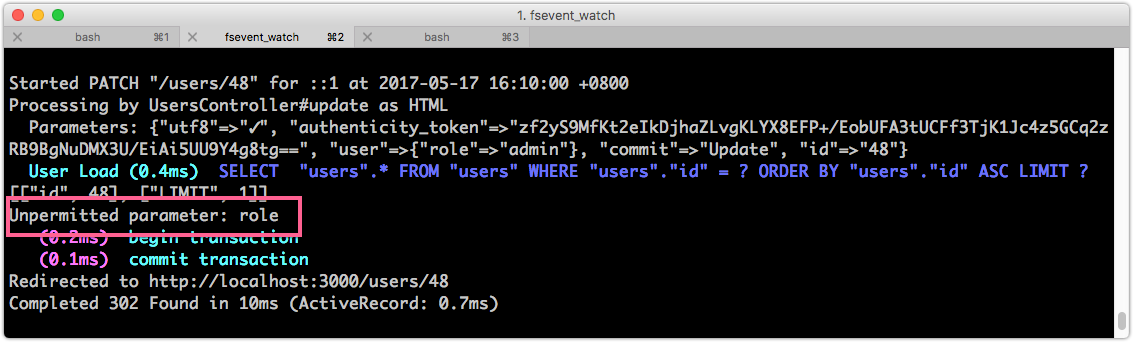 1. fsevent_watch
bash ⌘1 fsevent_watch ⌘2 bash ⌘3
Started PATCH "/users/48" for ::1 at 2017-05-17 16:10:00 +0800
Processing by UsersController#update as HTML
Parameters: {"utf8"=>"✓", "authenticity_token"=>"zf2yS9MfKt2eIkDjhaZLvgKLYX8EFP+/EobUFA3tUCFf3TjK1Jc4z5GCq2z
RB9BgNuDMX3U/EiAi5UU9Y4g8tg==", "user"=>{"role"=>"admin"}, "commit"=>"Update", "id"=>"48"}
User Load (0.4ms) SELECT "users".* FROM "users" WHERE "users"."id" = ? ORDER BY "users"."id" ASC LIMIT ?
[["id", 48], ["LIMIT", 1]]
Unpermitted parameter: role
(0.2ms) begin transaction
(0.1ms) commit transaction
Redirected to http://localhost:3000/users/48
Completed 302 Found in 10ms (ActiveRecord: 0.7ms)